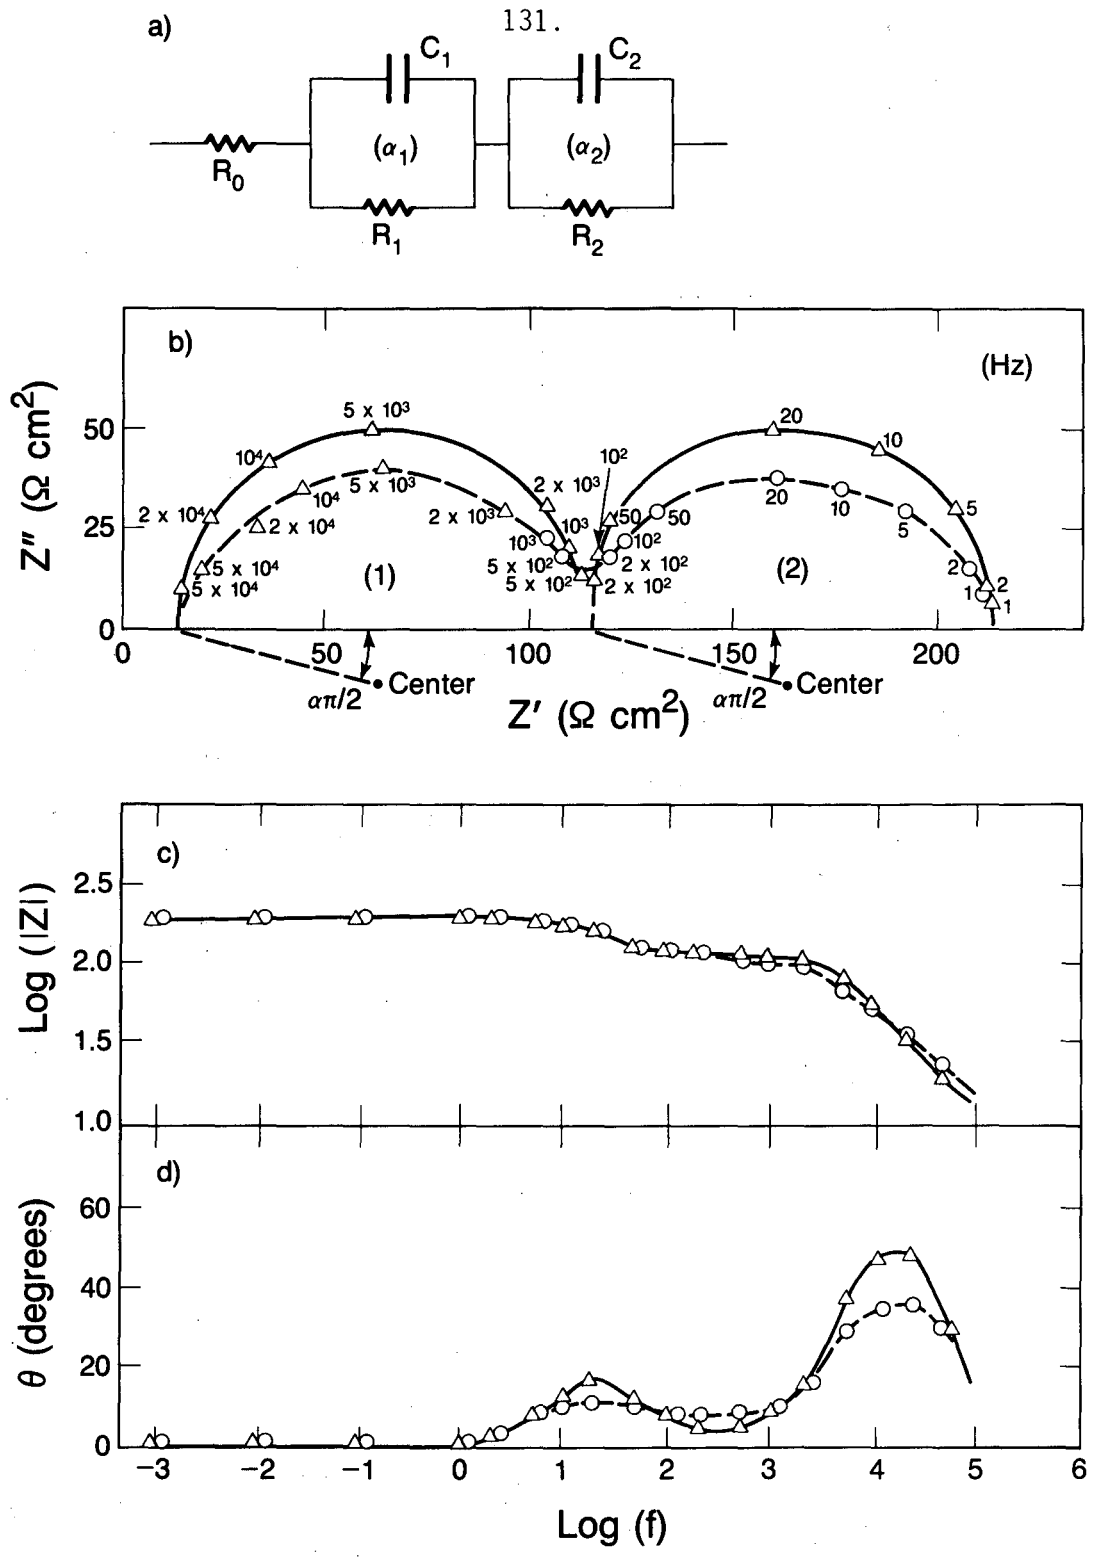 131.
a)
C1
C2
(α1)
(α2)
R0
R1
R2
b)
(Hz)
Z″ (Ω cm²)
50
25
0
5 x 10³
10⁴
2 x 10⁴
5 x 10⁴
5 x 10⁴
2 x 10⁴
10⁴
5 x 10³
2 x 10³
2 x 10³
10³
10³
5 x 10²
5 x 10²
(1)
10²
50
50
10²
2 x 10²
2 x 10²
20
10
5
2
1
20
10
5
2
1
(2)
0 50 100 150 200
απ/2
Center
απ/2
Center
Z′ (Ω cm²)
c)
Log (|Z|)
2.5
2.0
1.5
1.0
d)
θ (degrees)
60
40
20
0
−3 −2 −1 0 1 2 3 4 5 6
Log (f)